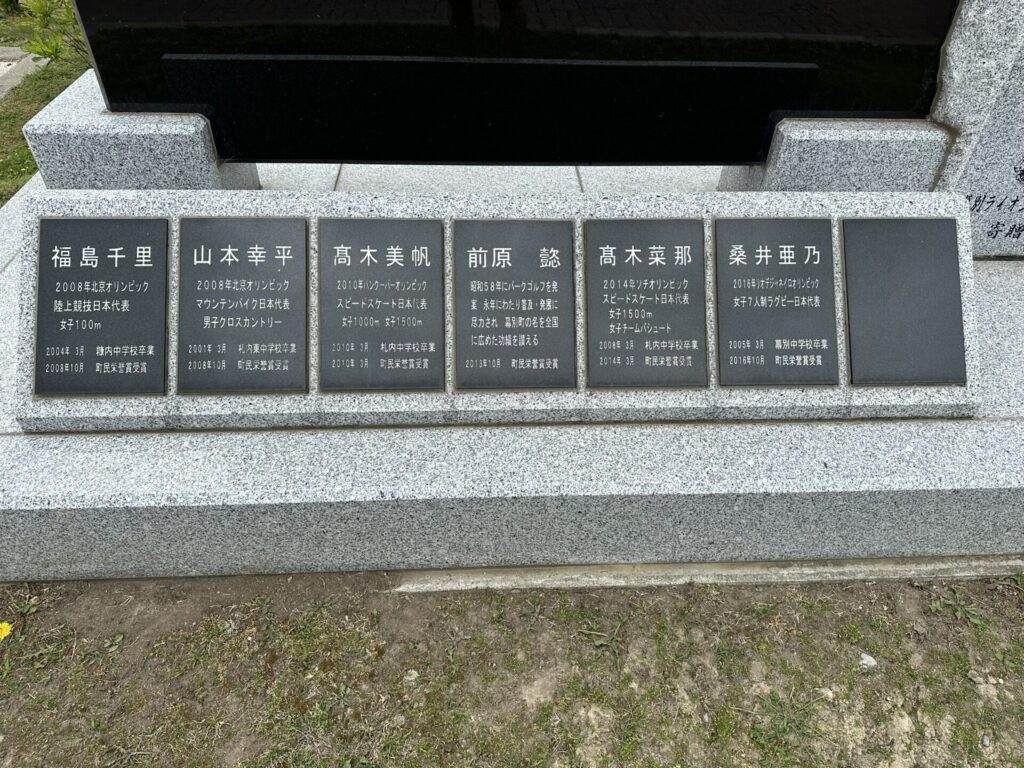 福島千里
2008年北京オリンピック
陸上競技日本代表
女子100m
2004年 3月 糠内中学校卒業
2008年10月 町民栄誉賞受賞
山本幸平
2008年北京オリンピック
マウンテンバイク日本代表
男子クロスカントリー
2001年 3月 札内東中学校卒業
2008年10月 町民栄誉賞受賞
髙木美帆
2010年バンクーバーオリンピック
スピードスケート日本代表
女子1000m 女子1500m
2010年 3月 札内中学校卒業
2010年 3月 町民栄誉賞受賞
前原 懿
昭和58年にパークゴルフを発
案 永年にわたり普及・発展に
尽力され 幕別町の名を全国
に広めた功績を讃える
2013年10月 町民栄誉賞受賞
髙木菜那
2014年ソチオリンピック
スピードスケート日本代表
女子1500m
女子チームパシュート
2008年 3月 札内中学校卒業
2014年 3月 町民栄誉賞受賞
桑井亜乃
2016年リオデジャネイロオリンピック
女子7人制ラグビー日本代表
2005年 3月 幕別中学校卒業
2016年10月 町民栄誉賞受賞
別ライオン
寄贈